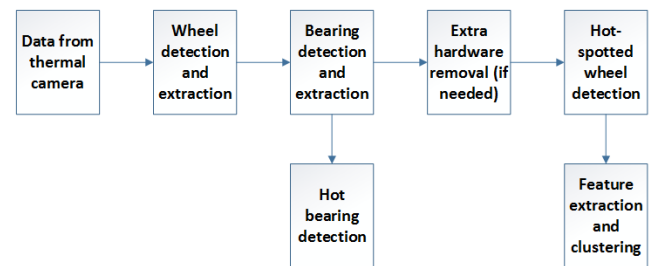 Data from
thermal
camera
Wheel
detection
and
extraction
Bearing
detection
and
extraction
Extra
hardware
removal (if
needed)
Hot-
spotted
wheel
detection
Hot
bearing
detection
Feature
extraction
and
clustering